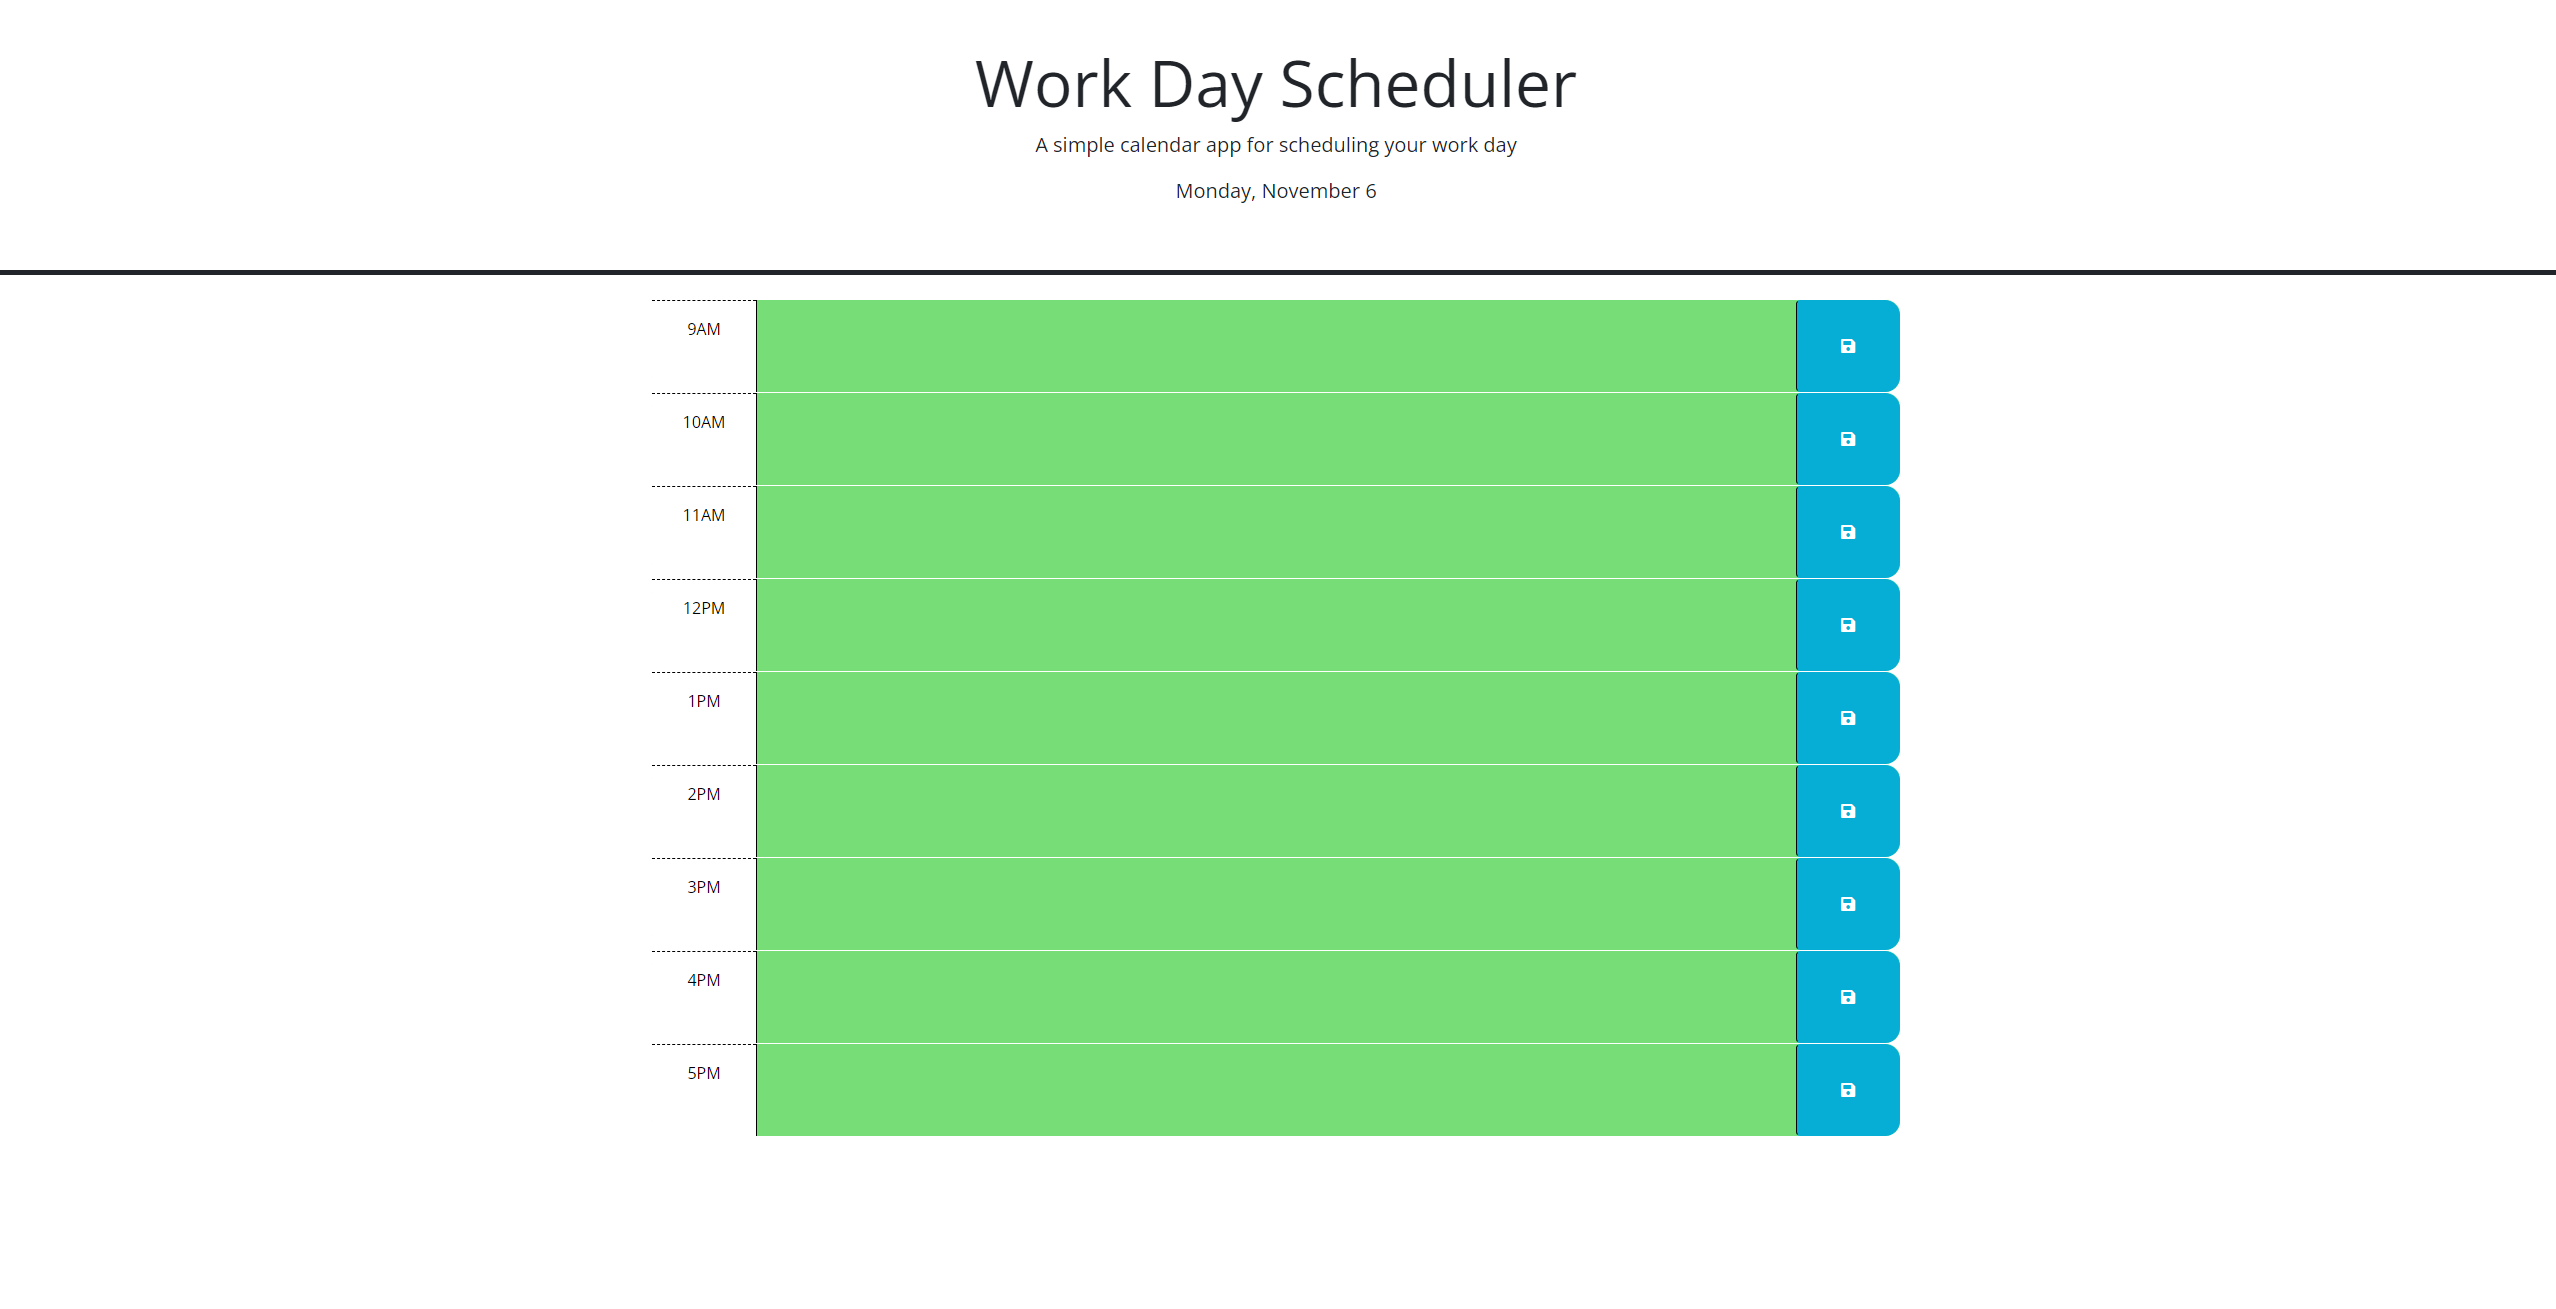 Work Day Scheduler
A simple calendar app for scheduling your work day
Monday, November 6
9AM
10AM
11AM
12PM
1PM
2PM
3PM
4PM
5PM